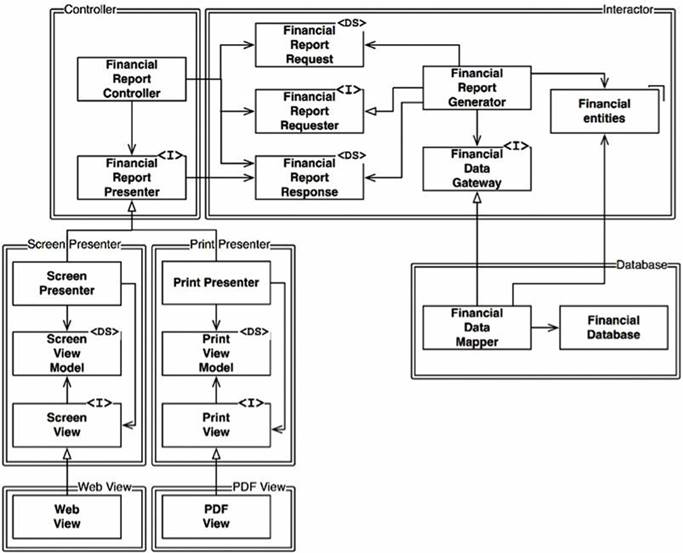 Controller
Interactor
Financial
Report
Controller
<I>
Financial
Report
Presenter
<DS>
Financial
Report
Request
<I>
Financial
Report
Requester
<DS>
Financial
Report
Response
Financial
Report
Generator
<I>
Financial
Data
Gateway
Financial
entities
Screen Presenter
Screen
Presenter
<DS>
Screen
View
Model
<I>
Screen
View
Print Presenter
Print Presenter
<DS>
Print
View
Model
<I>
Print
View
Database
Financial
Data
Mapper
Financial
Database
Web View
Web
View
PDF View
PDF
View